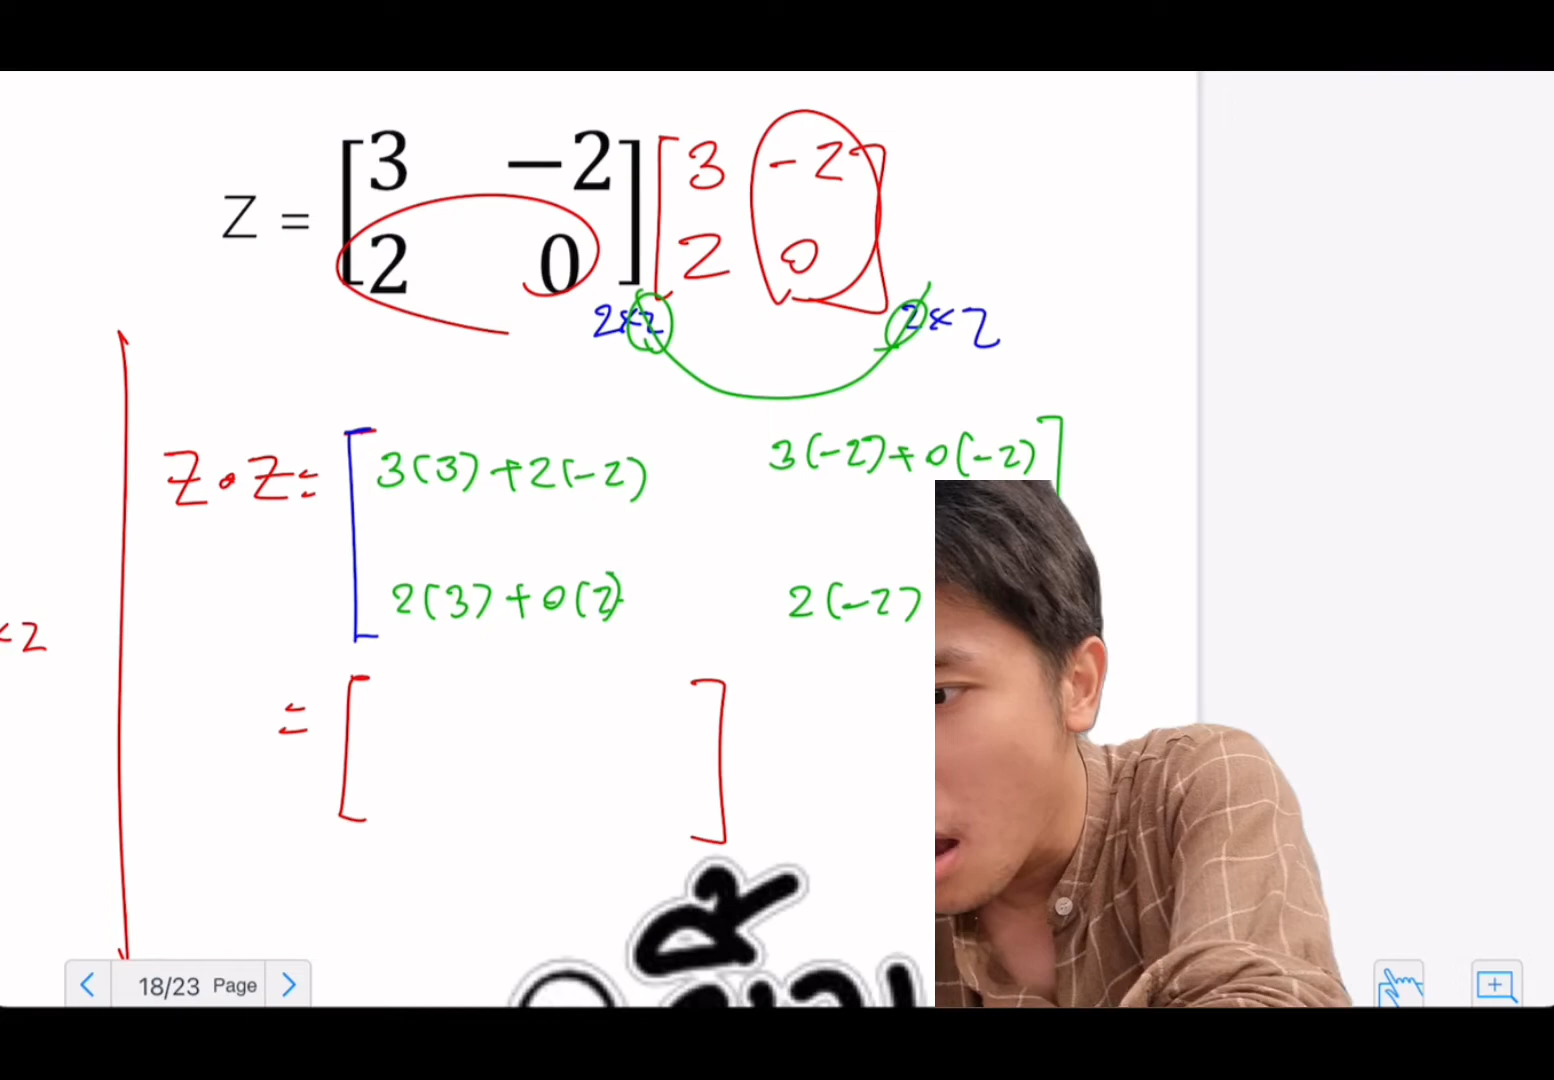 Z = [3 -2] [3 -2]
[2 0] [2 0]
2×2 2×2
Z•Z = [3(3)+2(-2) 3(-2)+0(-2)]
2(3)+0(2) 2(-2)
×2
= [ ]
18/23 Page